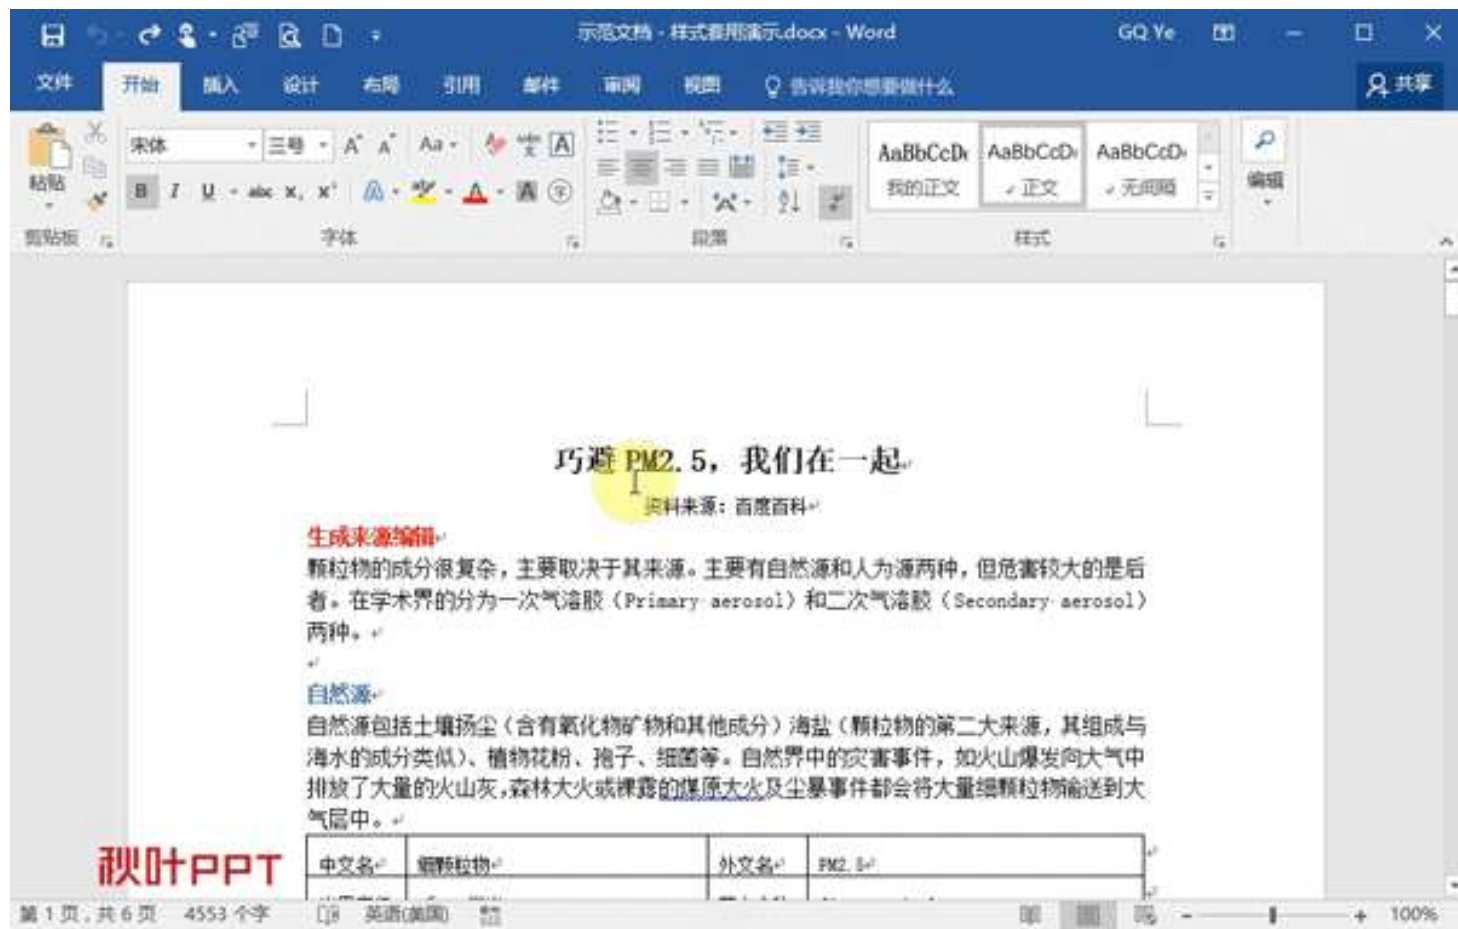 示范文档 - 样式套用演示.docx - Word
GQ Ye
文件 开始 插入 设计 布局 引用 邮件 审阅 视图 告诉我你想要做什么 共享
粘贴
宋体 三号 A A Aa 文 A
B I U abc X, X A A A 字
AaBbCcD AaBbCcD AaBbCcD
我的正文 正文 无间隔
编辑
剪贴板 字体 段落 样式
巧避 PM2.5，我们在一起
资料来源：百度百科
生成来源编辑
颗粒物的成分很复杂，主要取决于其来源。主要有自然源和人为源两种，但危害较大的是后
者。在学术界的分为一次气溶胶（Primary aerosol）和二次气溶胶（Secondary aerosol）
两种。
自然源
自然源包括土壤扬尘（含有氧化物矿物和其他成分）海盐（颗粒物的第二大来源，其组成与
海水的成分类似）、植物花粉、孢子、细菌等。自然界中的灾害事件，如火山爆发向大气中
排放了大量的火山灰，森林大火或裸露的煤原大火及尘暴事件都会将大量细颗粒物输送到大
气层中。
中文名 细颗粒物 外文名 PM2.5
秋叶PPT
第 1 页，共 6 页 4553 个字 英语(美国) 100%